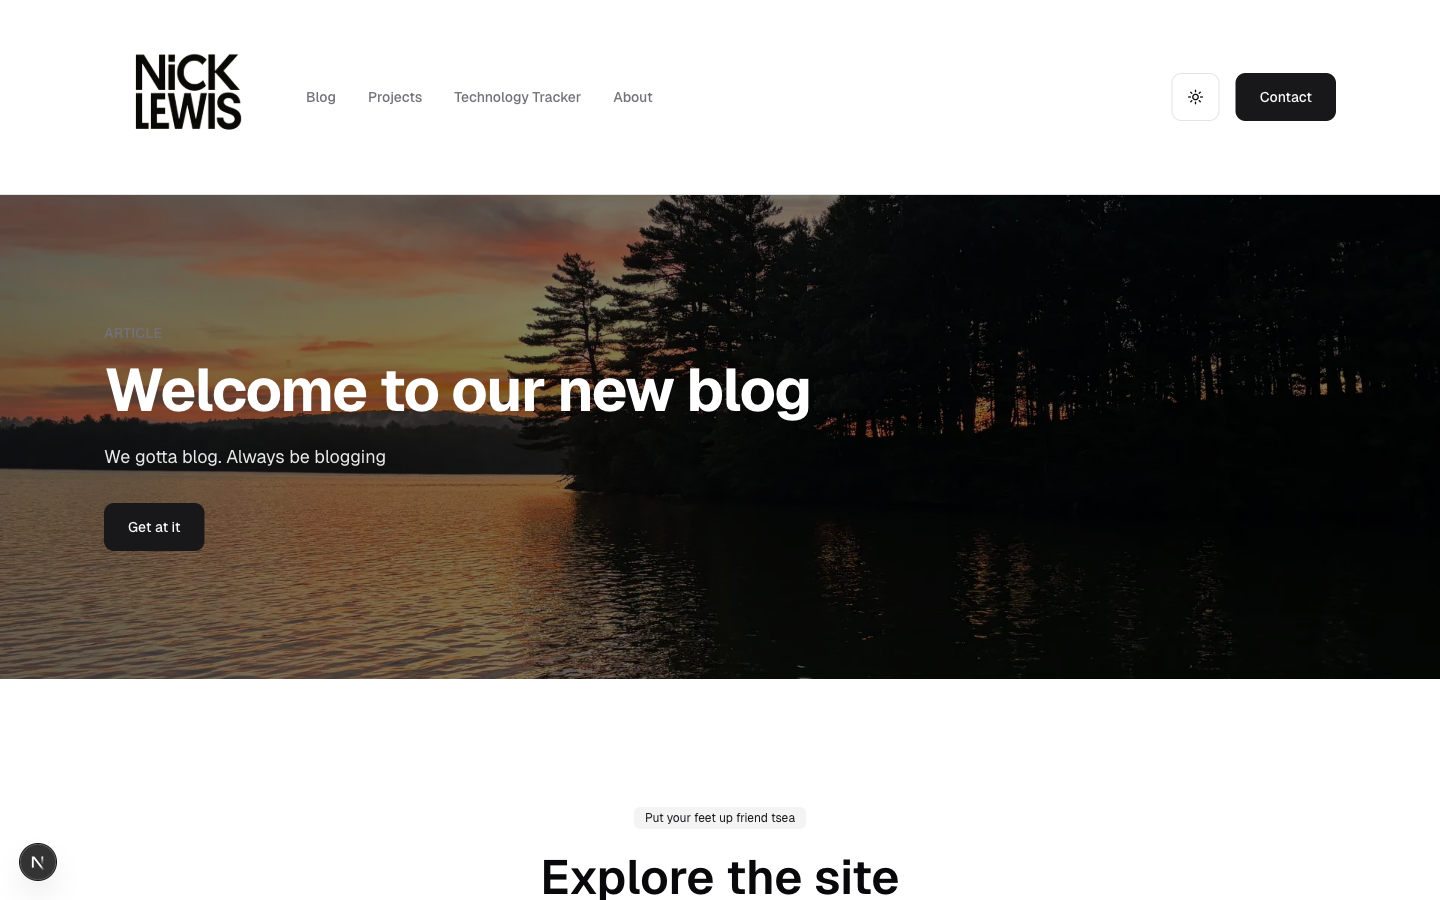 NiCK
LEWIS
Blog
Projects
Technology Tracker
About
Contact
ARTICLE
Welcome to our new blog
We gotta blog. Always be blogging
Get at it
Put your feet up friend tsea
Explore the site
N